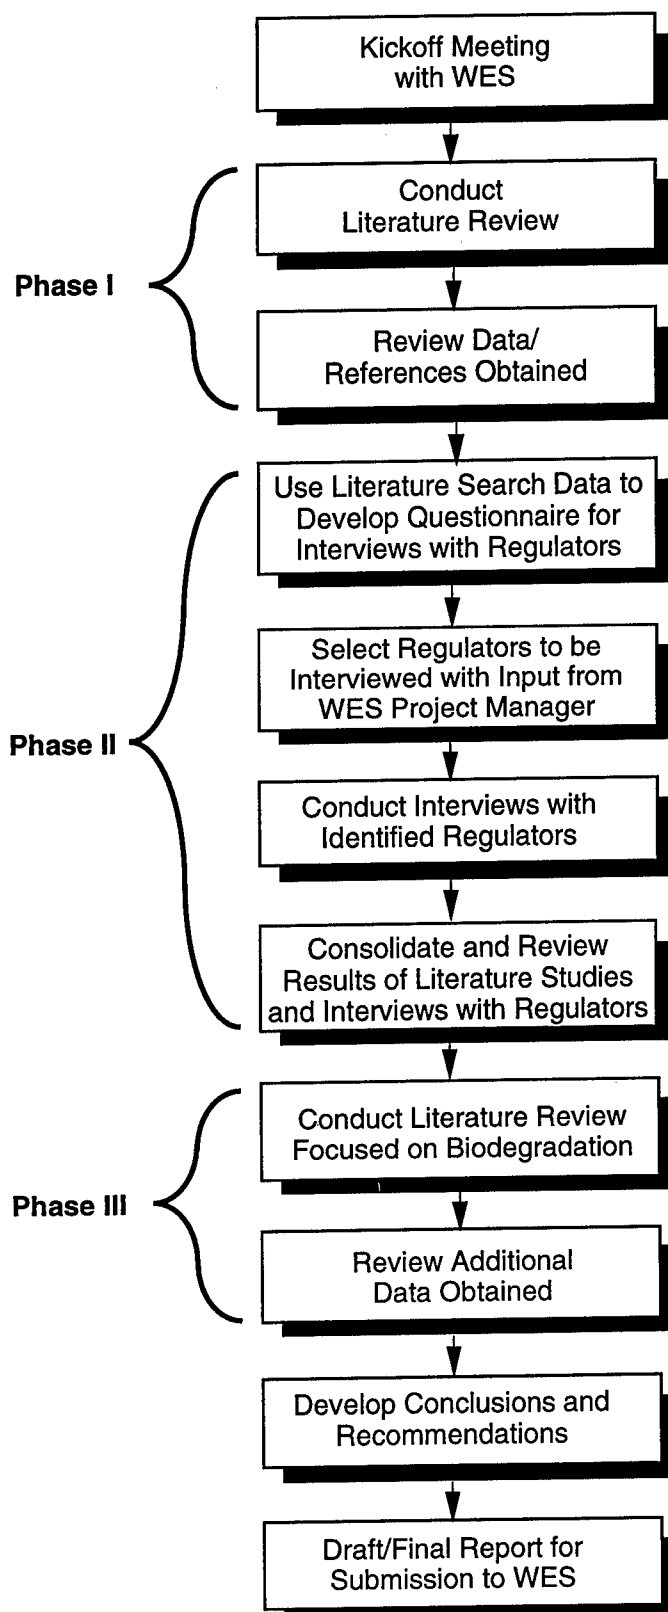 Kickoff Meeting
with WES
Conduct
Literature Review
Phase I
Review Data/
References Obtained
Use Literature Search Data to
Develop Questionnaire for
Interviews with Regulators
Select Regulators to be
Interviewed with Input from
WES Project Manager
Phase II
Conduct Interviews with
Identified Regulators
Consolidate and Review
Results of Literature Studies
and Interviews with Regulators
Conduct Literature Review
Focused on Biodegradation
Phase III
Review Additional
Data Obtained
Develop Conclusions and
Recommendations
Draft/Final Report for
Submission to WES